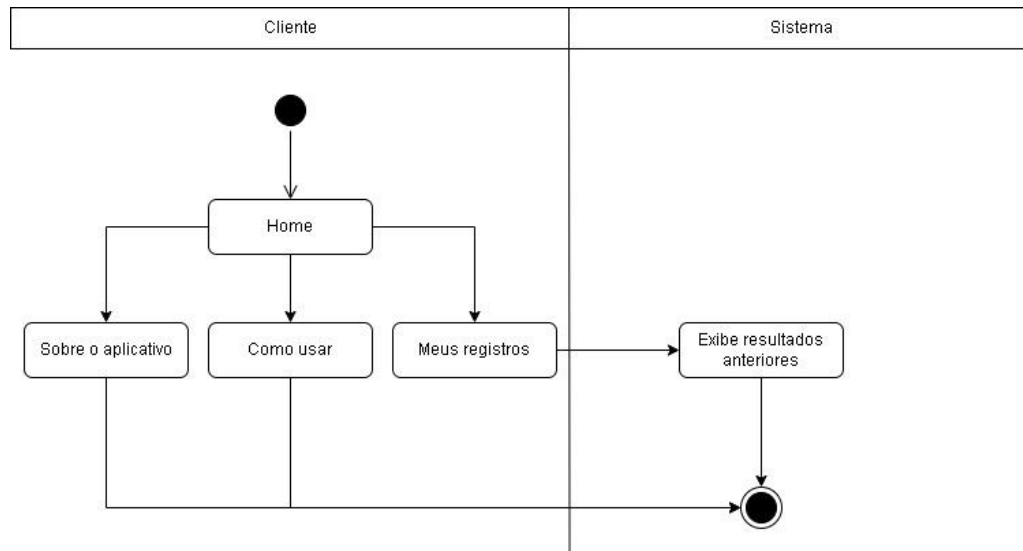 Cliente
Sistema
Home
Sobre o aplicativo
Como usar
Meus registros
Exibe resultados
anteriores